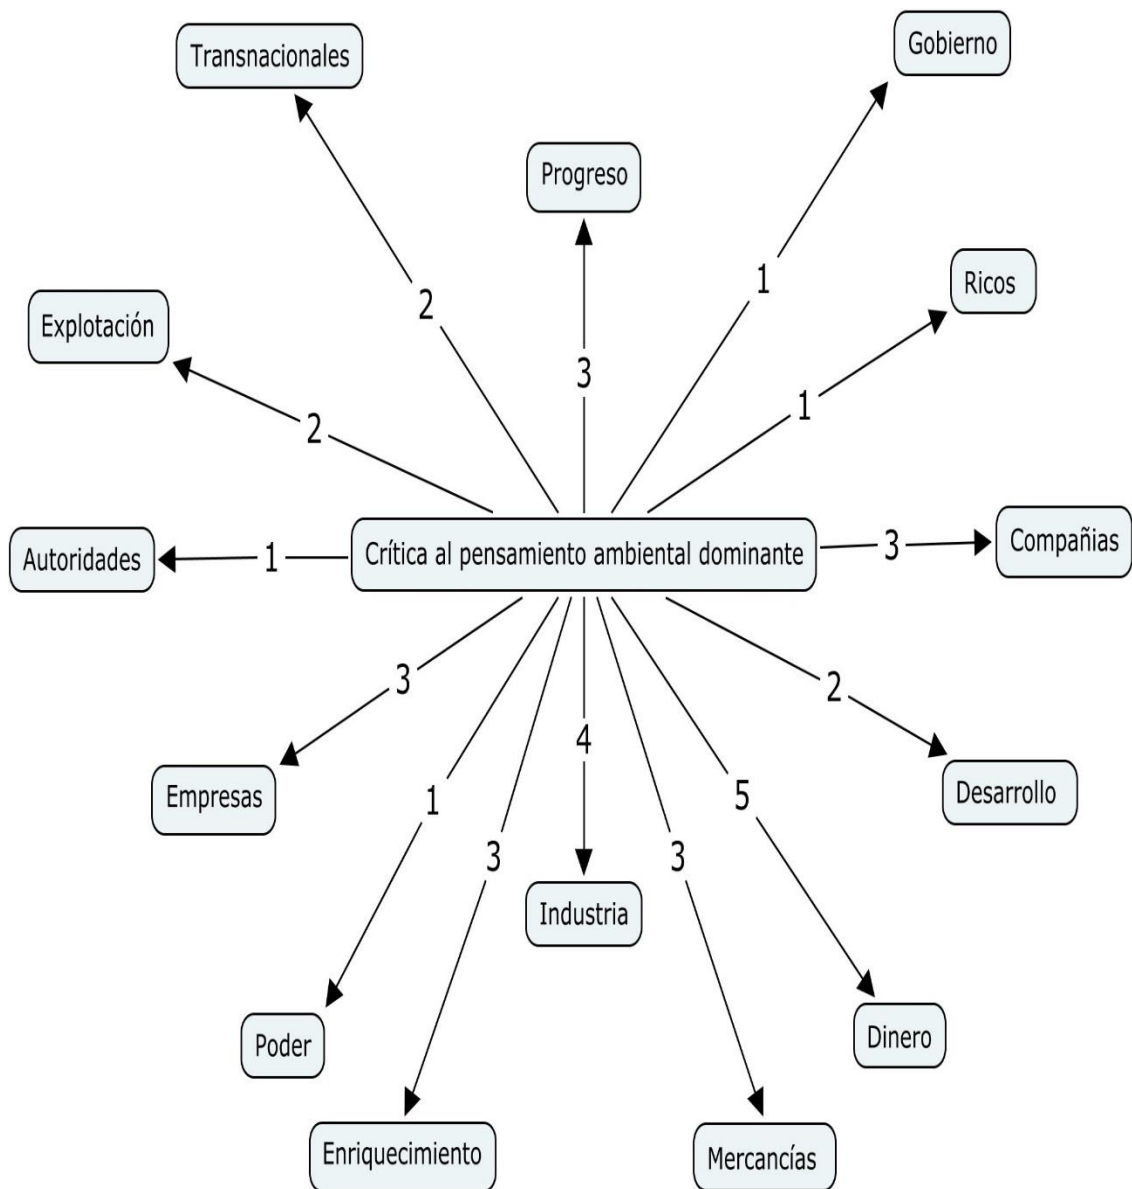 Transnacionales
Gobierno
Progreso
Ricos
Explotación
1
2
3
1
2
Autoridades
1
Crítica al pensamiento ambiental dominante
3
Compañias
3
2
4
1
5
Empresas
Desarrollo
3
3
Industria
Poder
Dinero
Enriquecimiento
Mercancías